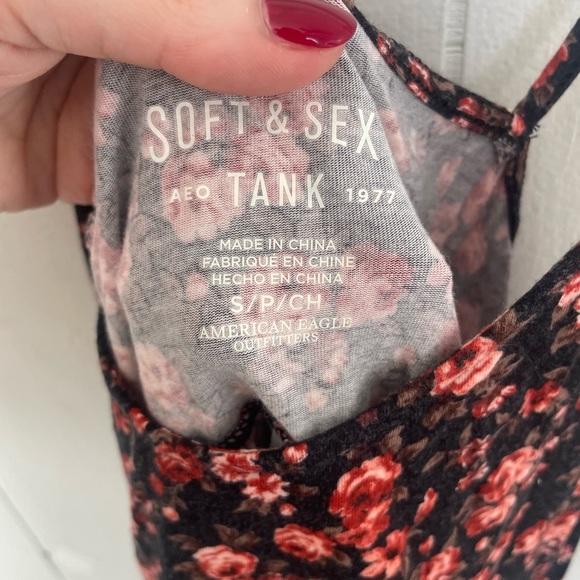 SOFT & SEX
AEO TANK 1977
MADE IN CHINA
FABRIQUÉ EN CHINE
HECHO EN CHINA
S/P/CH
AMERICAN EAGLE
OUTFITTERS